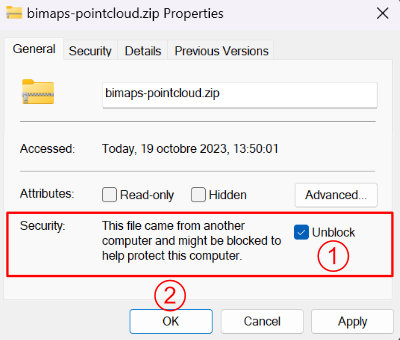 bimaps-pointcloud.zip Properties
General Security Details Previous Versions
bimaps-pointcloud.zip
Accessed: Today, 19 octobre 2023, 13:50:01
Attributes: Read-only Hidden Advanced...
Security: This file came from another Unblock
computer and might be blocked to
help protect this computer.
1
2
OK Cancel Apply